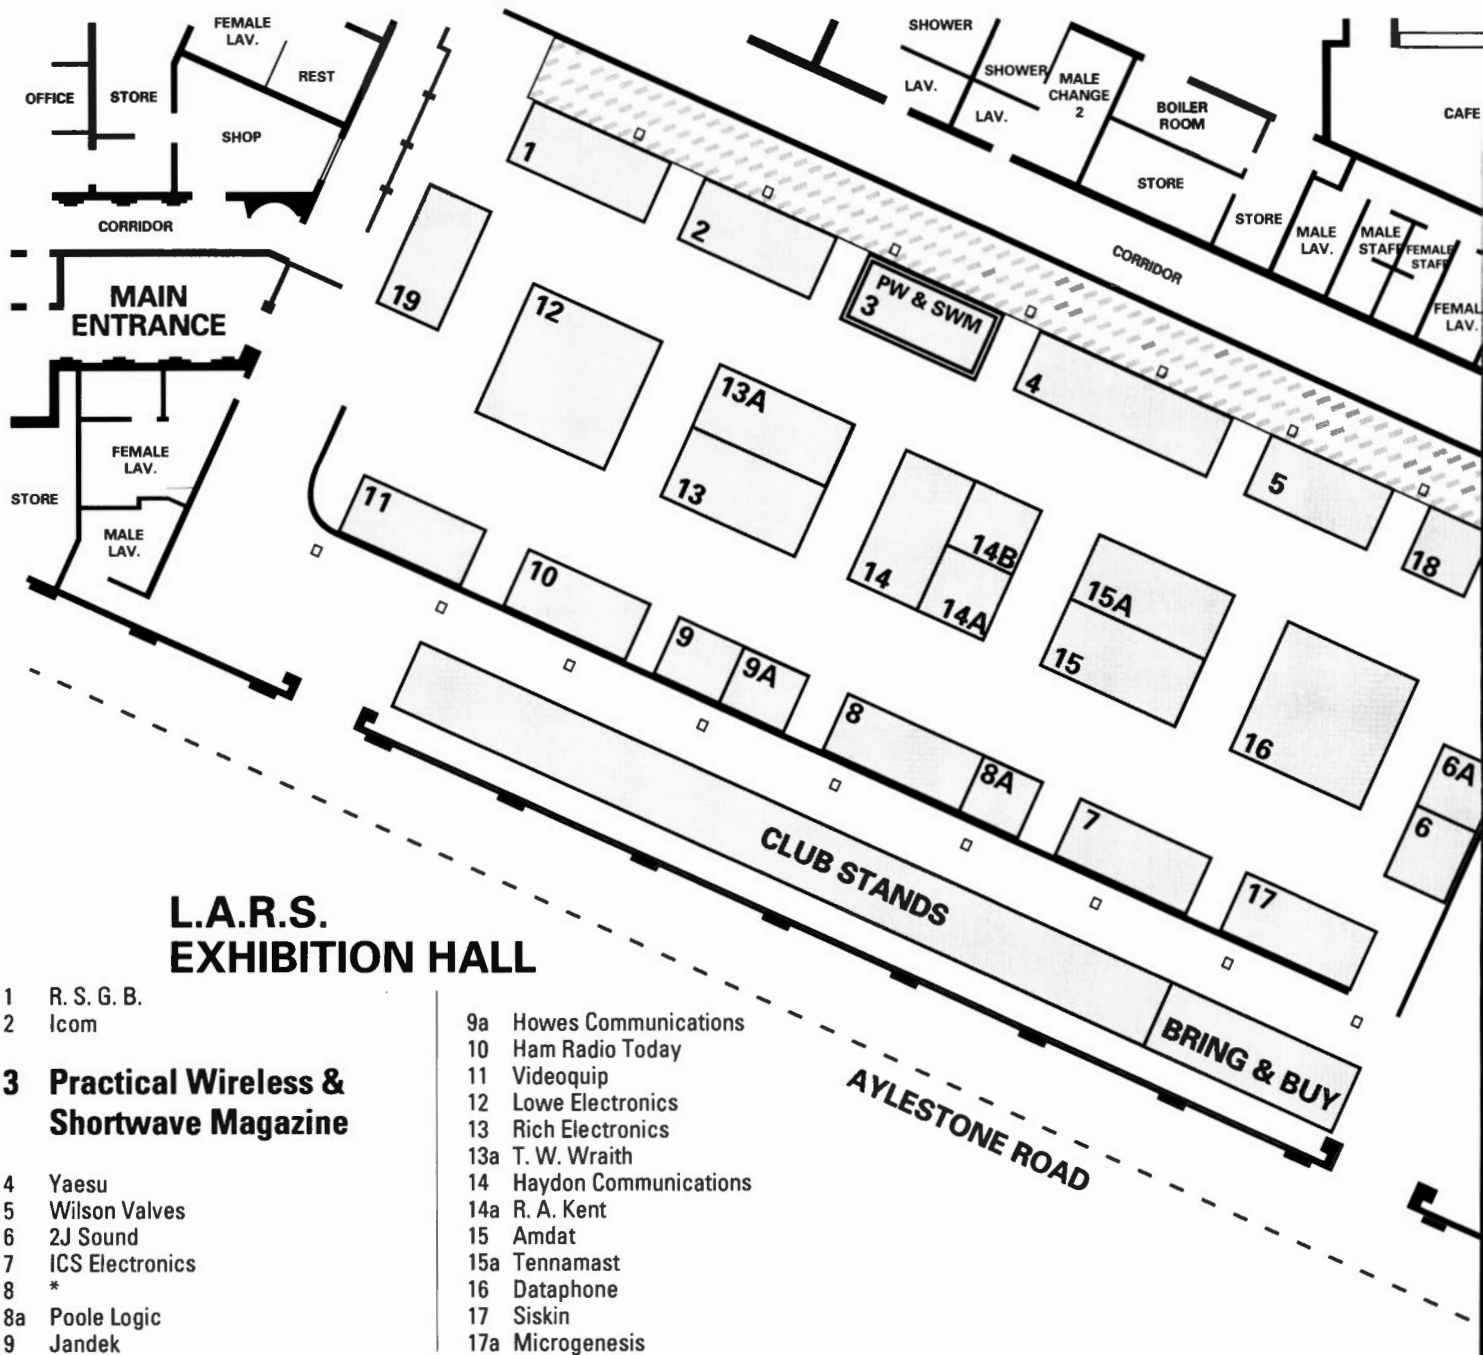 FEMALE
LAV.
REST
OFFICE
STORE
SHOP
CORRIDOR
MAIN
ENTRANCE
FEMALE
LAV.
STORE
MALE
LAV.
SHOWER
LAV.
SHOWER
LAV.
MALE
CHANGE
2
BOILER
ROOM
STORE
STORE
CAFE
MALE
LAV.
MALE
STAFF
FEMALE
STAFF
FEMAL
LAV.
CORRIDOR
1
2
PW & SWM
3
4
5
18
19
12
13A
13
14
14B
14A
15A
15
16
6A
6
11
10
9
9A
8
8A
7
17
CLUB STANDS
BRING & BUY
AYLESTONE ROAD
L.A.R.S.
EXHIBITION HALL
1 R. S. G. B.
2 Icom
3 Practical Wireless &
Shortwave Magazine
4 Yaesu
5 Wilson Valves
6 2J Sound
7 ICS Electronics
8 *
8a Poole Logic
9 Jandek
9a Howes Communications
10 Ham Radio Today
11 Videoquip
12 Lowe Electronics
13 Rich Electronics
13a T. W. Wraith
14 Haydon Communications
14a R. A. Kent
15 Amdat
15a Tennamast
16 Dataphone
17 Siskin
17a Microgenesis